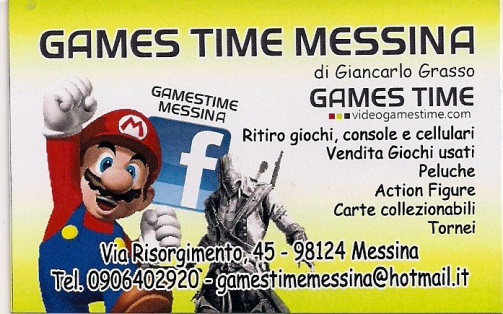 GAMES TIME MESSINA
di Giancarlo Grasso
GAMES TIME
videogamestime.com
GAMESTIME
MESSINA
M
f
Ritiro giochi, console e cellulari
Vendita Giochi usati
Peluche
Action Figure
Carte collezionabili
Tornei
Via Risorgimento, 45 - 98124 Messina
Tel. 0906402920 - gamestimemessina@hotmail.it